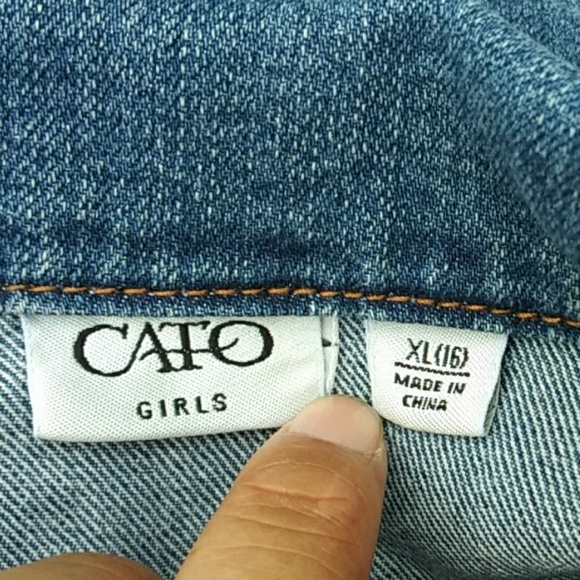 CATO
GIRLS
XL(16)
MADE IN
CHINA